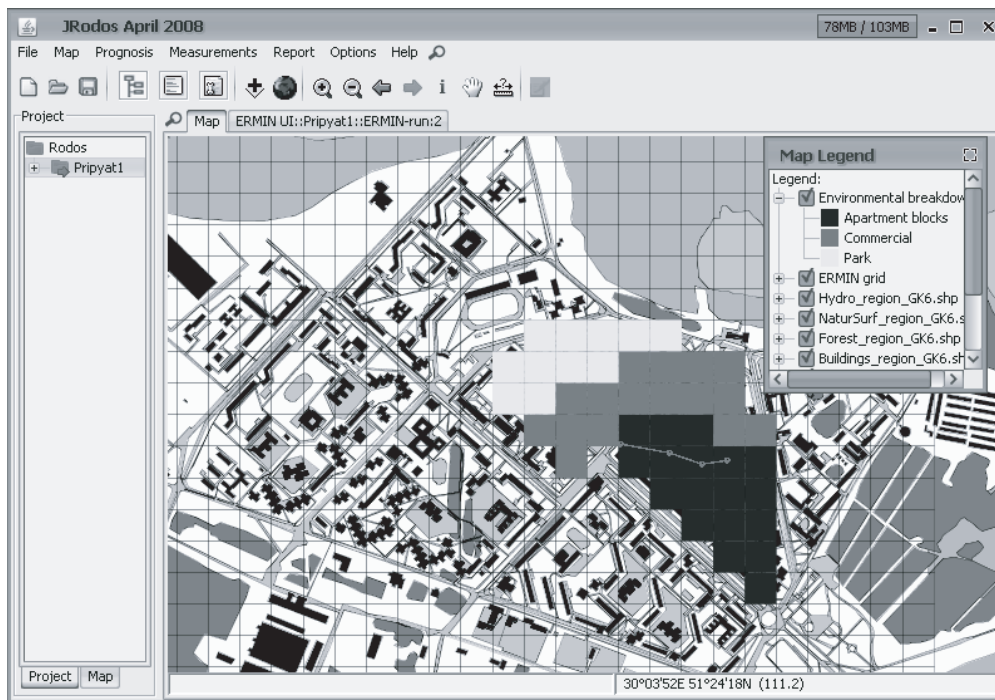 JRodos April 2008
78MB / 103MB
File Map Prognosis Measurements Report Options Help
Project
Map
ERMIN UI::Pripyat1::ERMIN-run:2
Rodos
Pripyat1
Map Legend
Legend:
Environmental breakdow
Apartment blocks
Commercial
Park
ERMIN grid
Hydro_region_GK6.shp
NaturSurf_region_GK6.s
Forest_region_GK6.shp
Buildings_region_GK6.sh
Project Map
30°03'52E 51°24'18N (111.2)